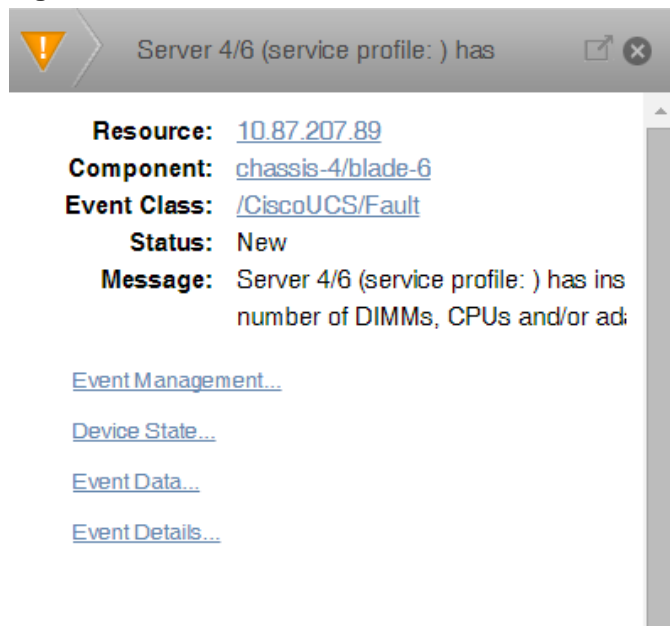 Server 4/6 (service profile: ) has
Resource: 10.87.207.89
Component: chassis-4/blade-6
Event Class: /CiscoUCS/Fault
Status: New
Message: Server 4/6 (service profile: ) has ins
number of DIMMs, CPUs and/or ada
Event Management...
Device State...
Event Data...
Event Details...